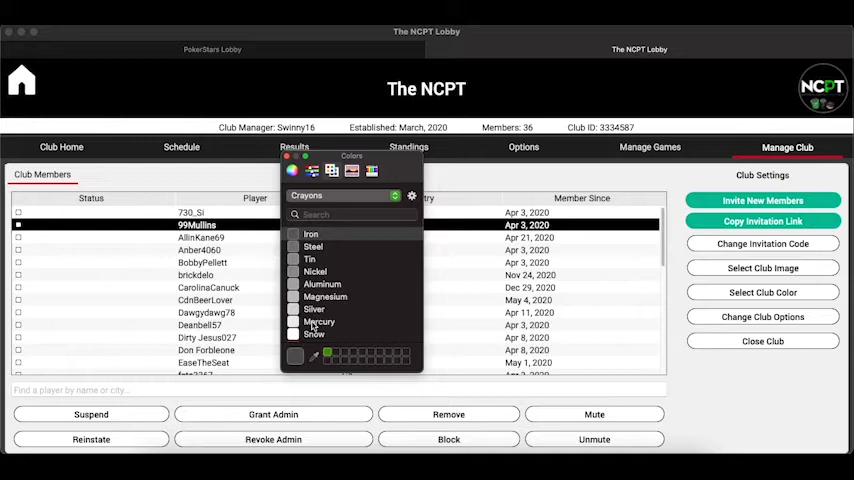 The NCPT Lobby
PokerStars Lobby
The NCPT Lobby
The NCPT
NCPT
Club Manager: Swinny16 Established: March, 2020 Members: 36 Club ID: 3334587
Club Home Schedule Results Standings Options Manage Games Manage Club
Club Members
Status Player try Member Since
730_Si Apr 3, 2020
99Mullins Apr 3, 2020
AllinKane69 Apr 21, 2020
Anber4060 Apr 3, 2020
BobbyPellett Apr 3, 2020
brickdelo Nov 24, 2020
CarolinaCanuck Dec 29, 2020
CdnBeerLover May 4, 2020
Dawgydawg78 Apr 11, 2020
Deanbell57 Apr 3, 2020
Dirty Jesus027 Apr 8, 2020
Don Forbleone Apr 8, 2020
EaseTheSeat May 1, 2020
Apr 3, 2020
Colors
Crayons
Search
Iron
Steel
Tin
Nickel
Aluminum
Magnesium
Silver
Mercury
Snow
Club Settings
Invite New Members
Copy Invitation Link
Change Invitation Code
Select Club Image
Select Club Color
Change Club Options
Close Club
Find a player by name or city...
Suspend Grant Admin Remove Mute
Reinstate Revoke Admin Block Unmute